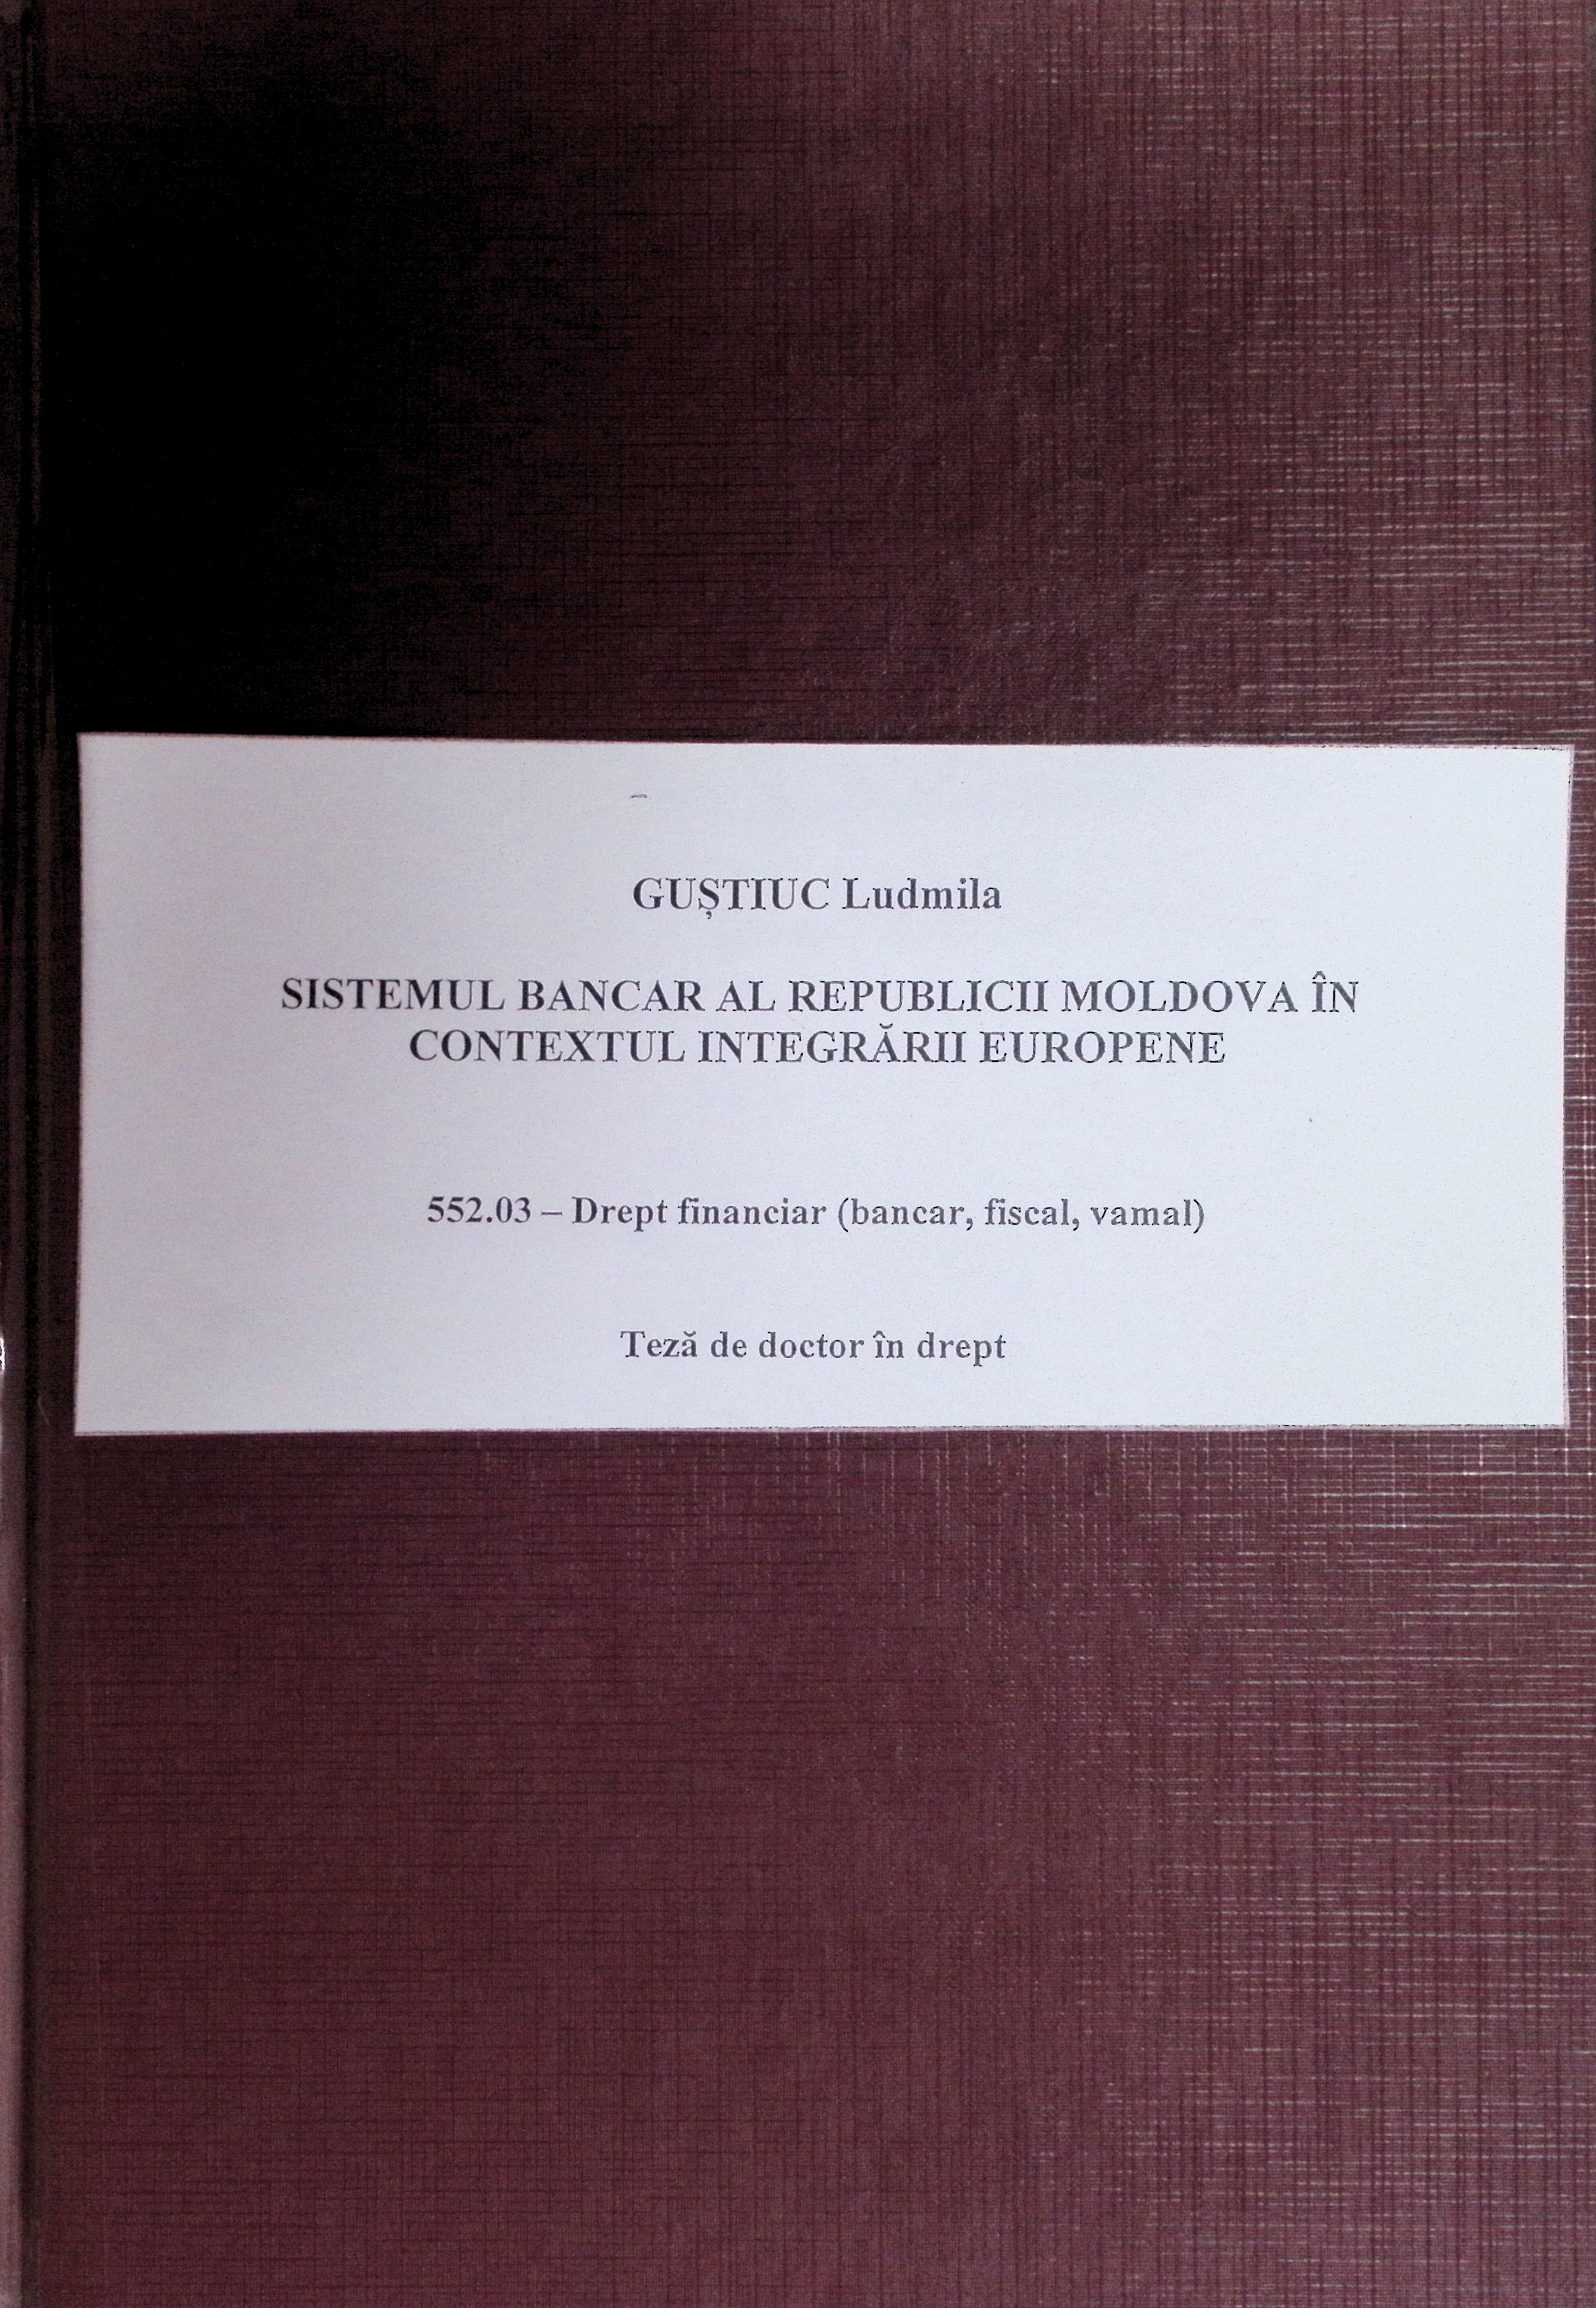 GUȘTIUC Ludmila
SISTEMUL BANCAR AL REPUBLICII MOLDOVA ÎN
CONTEXTUL INTEGRĂRII EUROPENE
552.03 – Drept financiar (bancar, fiscal, vamal)
Teză de doctor în drept